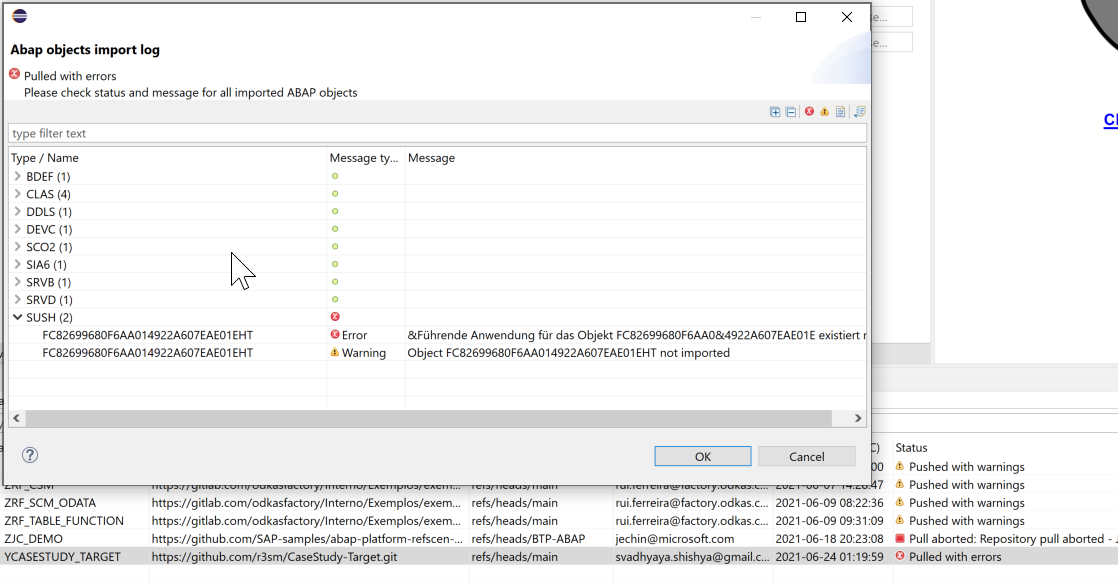 Abap objects import log
Pulled with errors
Please check status and message for all imported ABAP objects
type filter text
Type / Name Message ty... Message
BDEF (1)
CLAS (4)
DDLS (1)
DEVC (1)
SCO2 (1)
SIA6 (1)
SRVB (1)
SRVD (1)
SUSH (2)
FC82699680F6AA014922A607EAE01EHT Error &Führende Anwendung für das Objekt FC82699680F6AA0&4922A607EAE01E existiert
FC82699680F6AA014922A607EAE01EHT Warning Object FC82699680F6AA014922A607EAE01EHT not imported
OK Cancel
C) Status
00 Pushed with warnings
ZRF_CSM https://gitlab.com/odkasfactory/Interno/Exemplos/exem... refs/heads/main rui.ferreira@factory.odkas.c... Pushed with warnings
ZRF_SCM_ODATA https://gitlab.com/odkasfactory/Interno/Exemplos/exem... refs/heads/main rui.ferreira@factory.odkas.c... 2021-06-09 08:22:36 Pushed with warnings
ZRF_TABLE_FUNCTION https://gitlab.com/odkasfactory/Interno/Exemplos/exem... refs/heads/main rui.ferreira@factory.odkas.c... 2021-06-09 09:31:09 Pushed with warnings
ZJC_DEMO https://github.com/SAP-samples/abap-platform-refscen-... refs/heads/BTP-ABAP jechin@microsoft.com 2021-06-18 20:23:08 Pull aborted: Repository pull aborted -
YCASESTUDY_TARGET https://github.com/r3sm/CaseStudy-Target.git refs/heads/main svadhyaya.shishya@gmail.c... 2021-06-24 01:19:59 Pulled with errors